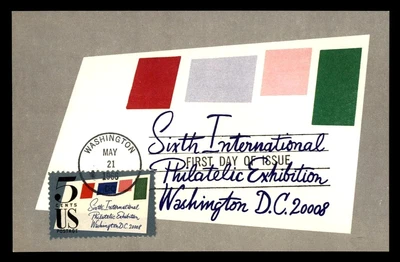 Sixth International
Philatelic Exhibition
Washington D.C. 20008
FIRST DAY OF ISSUE
WASHINGTON
MAY
21
5 CENTS
US
POSTAGE
Sixth International
Philatelic Exhibition
Washington D.C. 20008